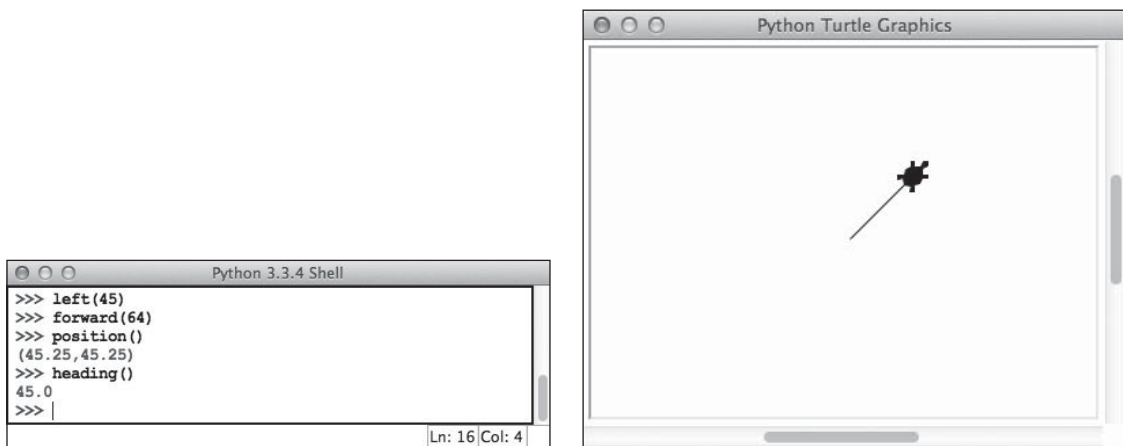 Python Turtle Graphics
Python 3.3.4 Shell
>>> left(45)
>>> forward(64)
>>> position()
(45.25,45.25)
>>> heading()
45.0
>>>
Ln: 16 Col: 4